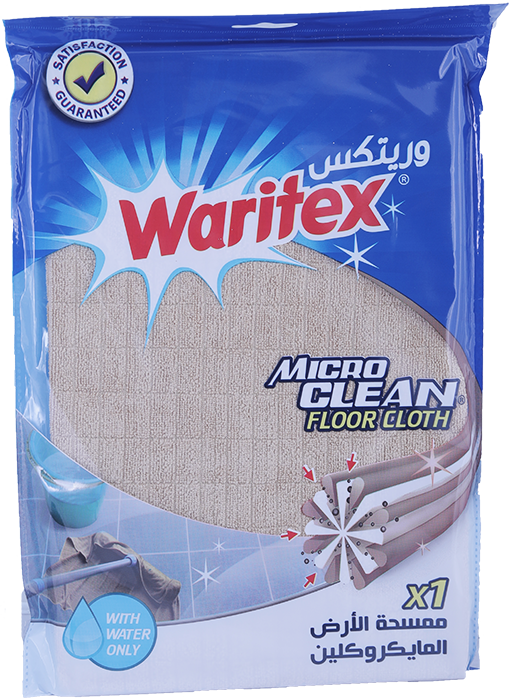 SATISFACTION
GUARANTEED
وريتكس
Waritex®
MICRO
CLEAN®
FLOOR CLOTH
x1
ممسحة الأرض
المايكروكلين
WITH
WATER
ONLY